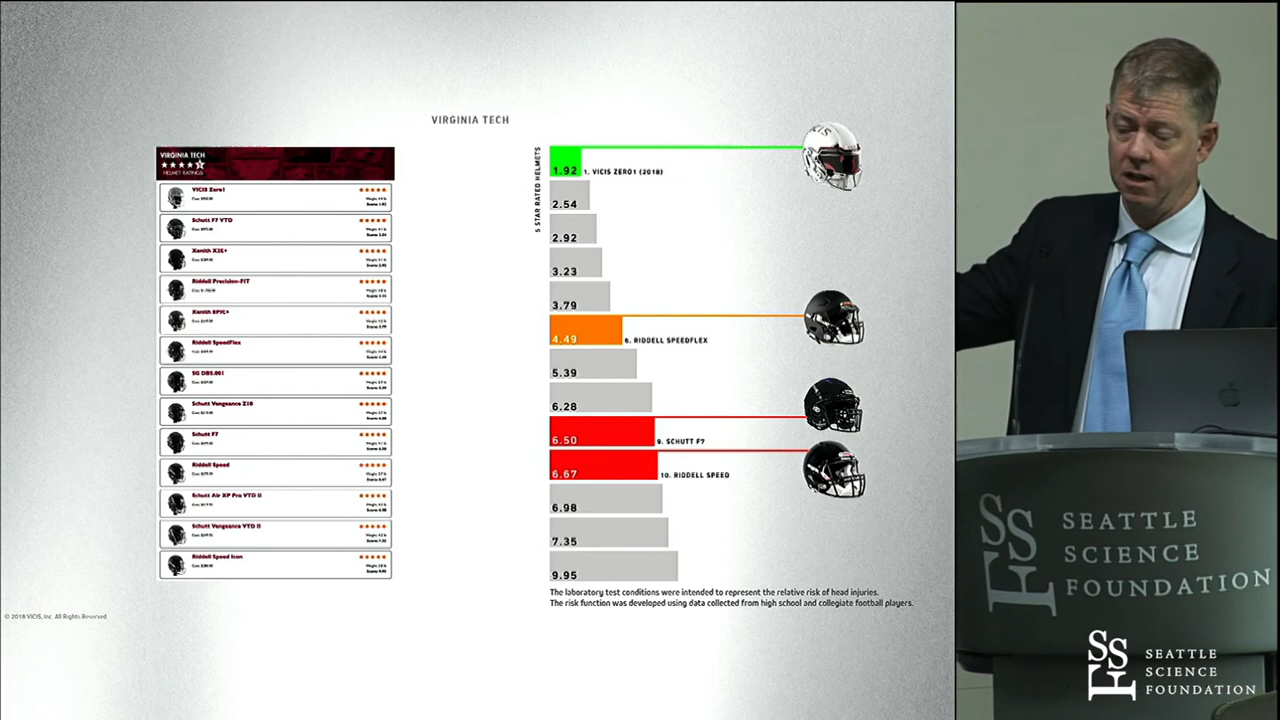 VIRGINIA TECH
VIRGINIA TECH
HELMET RATINGS
VICIS Zero1
Schutt F7 VTD
Xenith X2E+
Riddell Precision-FIT
Xenith EPIC+
Riddell SpeedFlex
SG DBS.001
Schutt Vengeance Z10
Schutt F7
Riddell Speed
Schutt Air XP Pro VTD II
Schutt Vengeance VTD II
Riddell Speed Icon
5 STAR RATED HELMETS
1.92 1. VICIS ZERO1 (2018)
2.54
2.92
3.23
3.79
4.49 6. RIDDELL SPEEDFLEX
5.39
6.28
6.50 9. SCHUTT F7
6.67 10. RIDDELL SPEED
6.98
7.35
9.95
The laboratory test conditions were intended to represent the relative risk of head injuries.
The risk function was developed using data collected from high school and collegiate football players.
© 2018 VICIS, Inc. All Rights Reserved
SSF
SEATTLE
SCIENCE
FOUNDATION
SSF
SEATTLE
SCIENCE
FOUNDATION